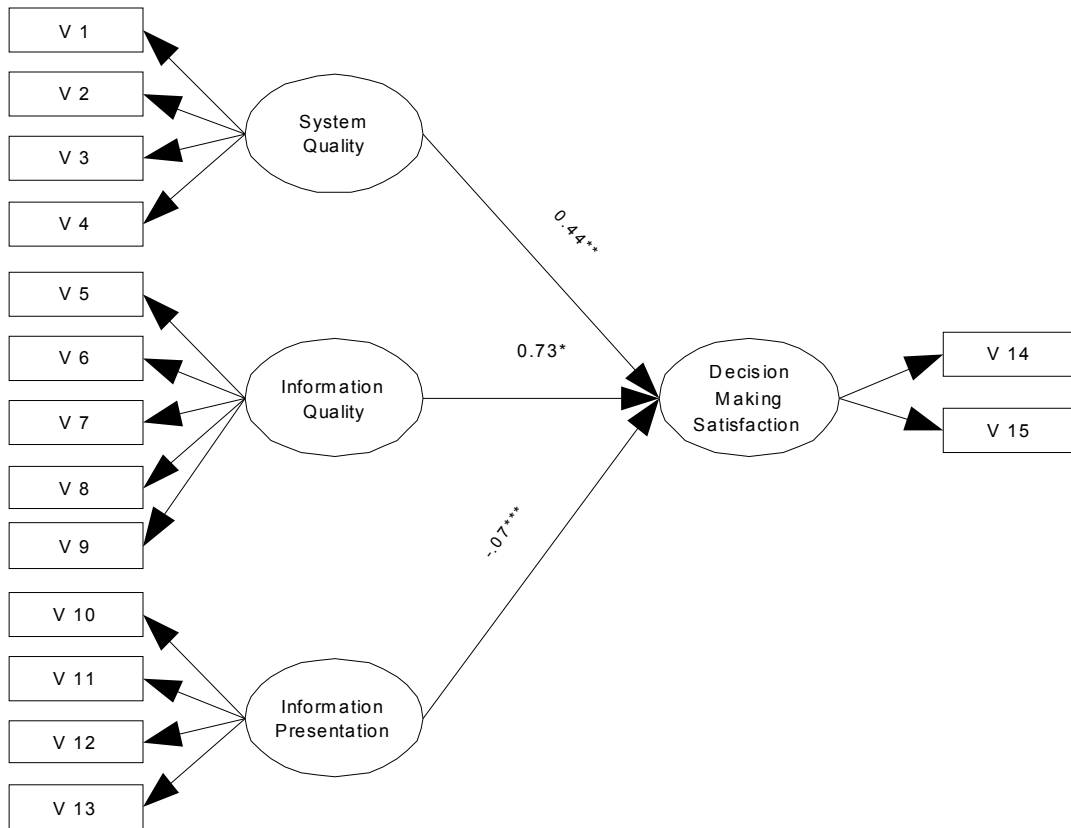 V 1
V 2
V 3
V 4
V 5
V 6
V 7
V 8
V 9
V 10
V 11
V 12
V 13
System
Quality
Information
Quality
Information
Presentation
0.44**
0.73*
-.07***
Decision
Making
Satisfaction
V 14
V 15